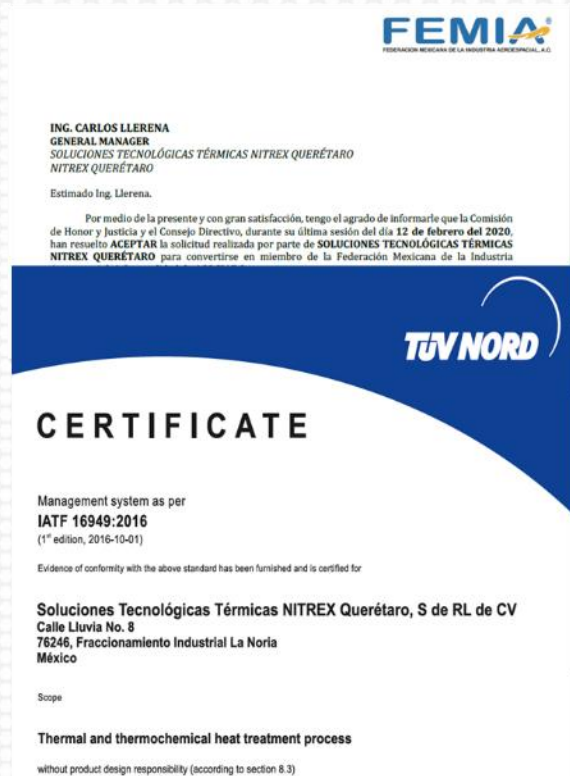 FEMIA
FEDERACIÓN MEXICANA DE LA INDUSTRIA AEROESPACIAL, A.C.
ING. CARLOS LLERENA
GENERAL MANAGER
SOLUCIONES TECNOLÓGICAS TÉRMICAS NITREX QUERÉTARO
NITREX QUERÉTARO
Estimado Ing. Llerena.
Por medio de la presente y con gran satisfacción, tengo el agrado de informarle que la Comisión
de Honor y Justicia y el Consejo Directivo, durante su última sesión del día 12 de febrero del 2020,
han resuelto ACEPTAR la solicitud realizada por parte de SOLUCIONES TECNOLÓGICAS TÉRMICAS
NITREX QUERÉTARO para convertirse en miembro de la Federación Mexicana de la Industria
TÜV NORD
CERTIFICATE
Management system as per
IATF 16949:2016
(1st edition, 2016-10-01)
Evidence of conformity with the above standard has been furnished and is certified for
Soluciones Tecnológicas Térmicas NITREX Querétaro, S de RL de CV
Calle Lluvia No. 8
76246, Fraccionamiento Industrial La Noria
México
Scope
Thermal and thermochemical heat treatment process
without product design responsibility (according to section 8.3)